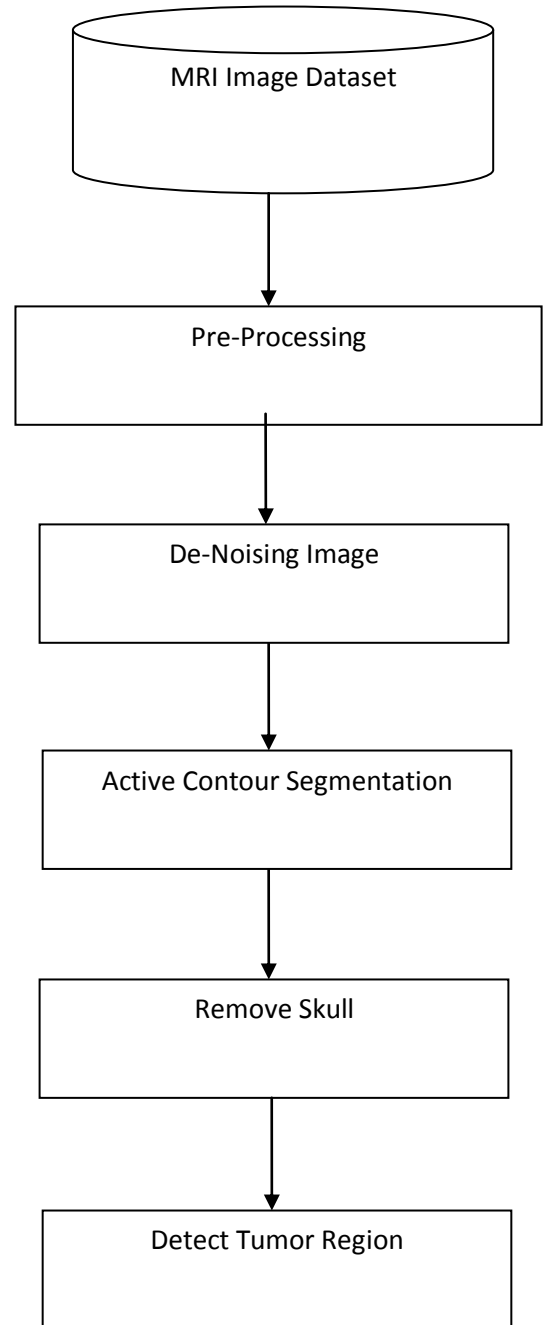 MRI Image Dataset
Pre-Processing
De-Noising Image
Active Contour Segmentation
Remove Skull
Detect Tumor Region